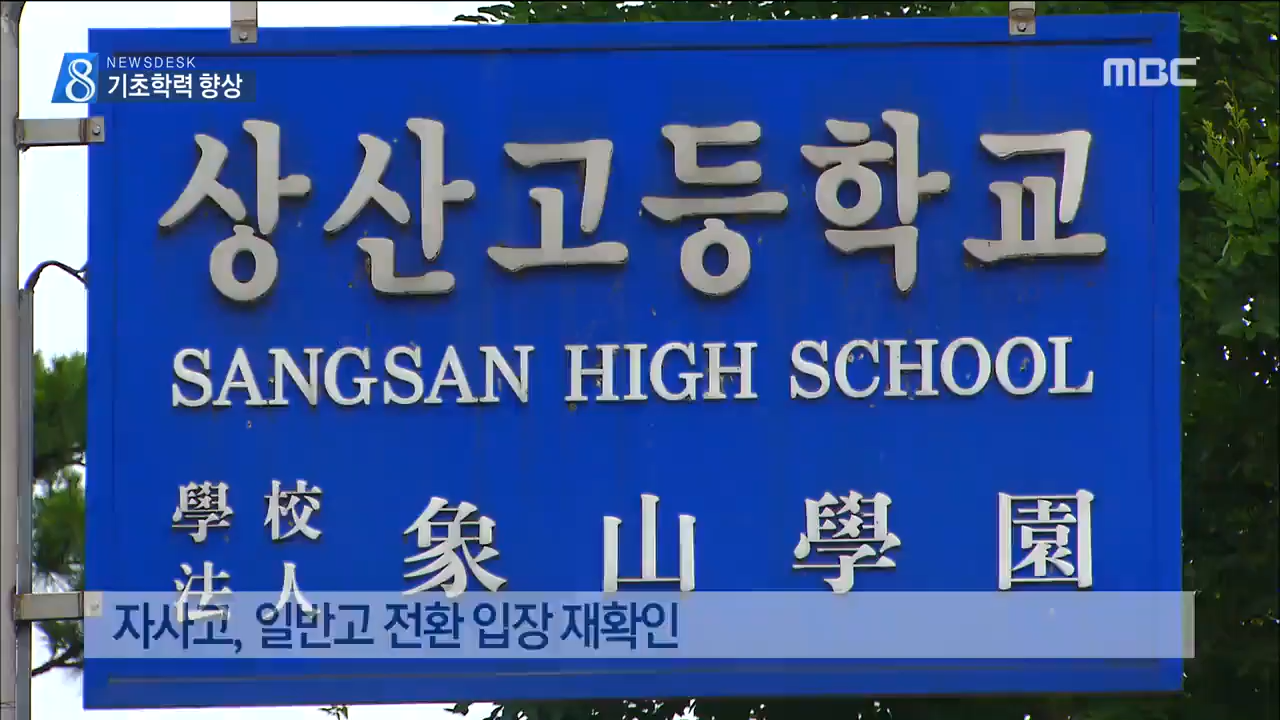 8 NEWSDESK
기초학력 향상
MBC
상산고등학교
SANGSAN HIGH SCHOOL
學校法人 象山學園
자사고, 일반고 전환 입장 재확인